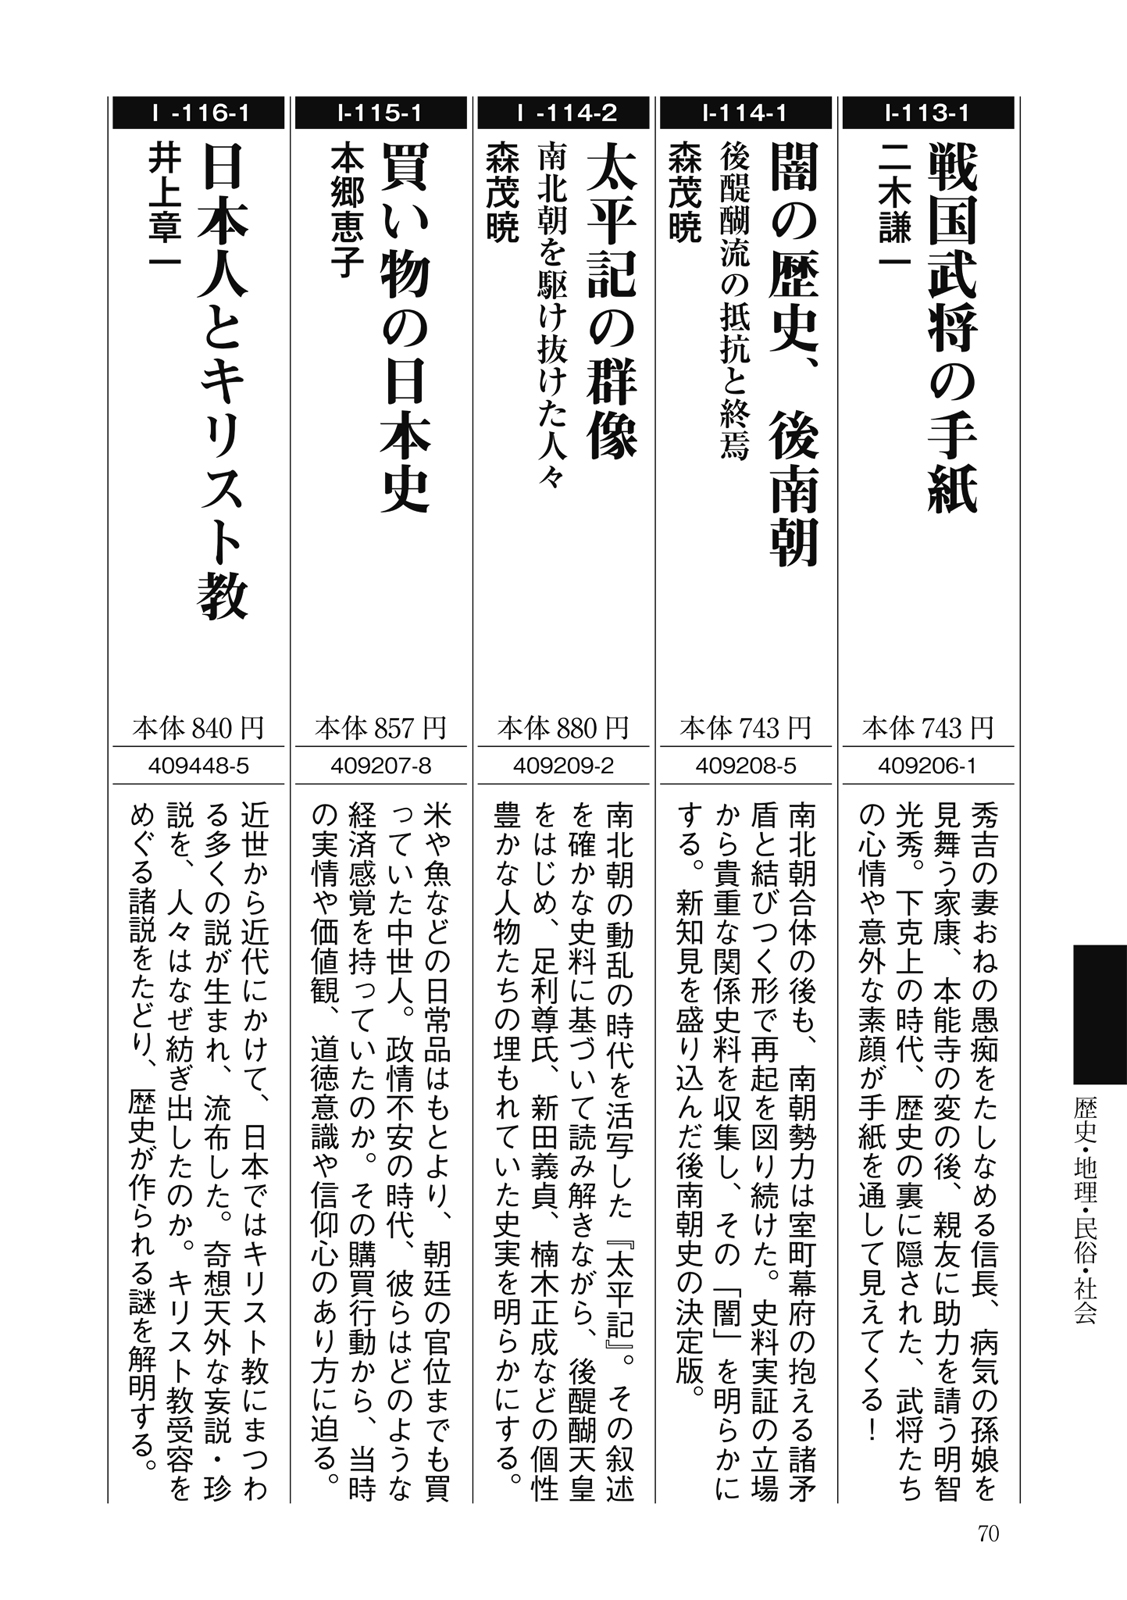 I-113-1
戦国武将の手紙
二木謙一
本体743円
409206-1
秀吉の妻おねの愚痴をたしなめる信長、病気の孫娘を
見舞う家康、本能寺の変の後、親友に助力を請う明智
光秀。下克上の時代、歴史の裏に隠された、武将たち
の心情や意外な素顔が手紙を通して見えてくる！
I-114-1
闇の歴史、後南朝
後醍醐流の抵抗と終焉
森茂暁
本体743円
409208-5
南北朝合体の後も、南朝勢力は室町幕府の抱える諸矛
盾と結びつく形で再起を図り続けた。史料実証の立場
から貴重な関係史料を収集し、その「闇」を明らかに
する。新知見を盛り込んだ後南朝史の決定版。
I-114-2
太平記の群像
南北朝を駆け抜けた人々
森茂暁
本体880円
409209-2
南北朝の動乱の時代を活写した『太平記』。その叙述
を確かな史料に基づいて読み解きながら、後醍醐天皇
をはじめ、足利尊氏、新田義貞、楠木正成などの個性
豊かな人物たちの埋もれていた史実を明らかにする。
I-115-1
買い物の日本史
本郷恵子
本体857円
409207-8
米や魚などの日常品はもとより、朝廷の官位までも買
っていた中世人。政情不安の時代、彼らはどのような
経済感覚を持っていたのか。その購買行動から、当時
の実情や価値観、道徳意識や信仰心のあり方に迫る。
I-116-1
日本人とキリスト教
井上章一
本体840円
409448-5
近世から近代にかけて、日本ではキリスト教にまつわ
る多くの説が生まれ、流布した。奇想天外な妄説・珍
説を、人々はなぜ紡ぎ出したのか。キリスト教受容を
めぐる諸説をたどり、歴史が作られる謎を解明する。
歴史・地理・民俗・社会
70